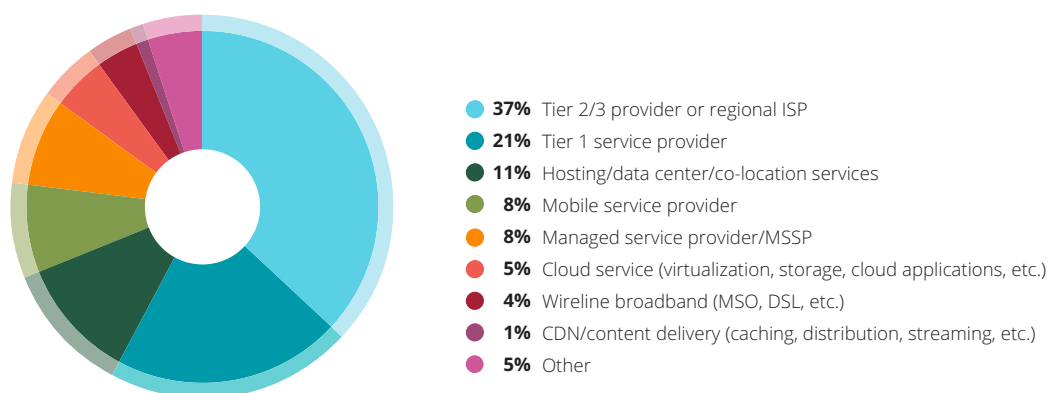 37% Tier 2/3 provider or regional ISP
21% Tier 1 service provider
11% Hosting/data center/co-location services
8% Mobile service provider
8% Managed service provider/MSSP
5% Cloud service (virtualization, storage, cloud applications, etc.)
4% Wireline broadband (MSO, DSL, etc.)
1% CDN/content delivery (caching, distribution, streaming, etc.)
5% Other